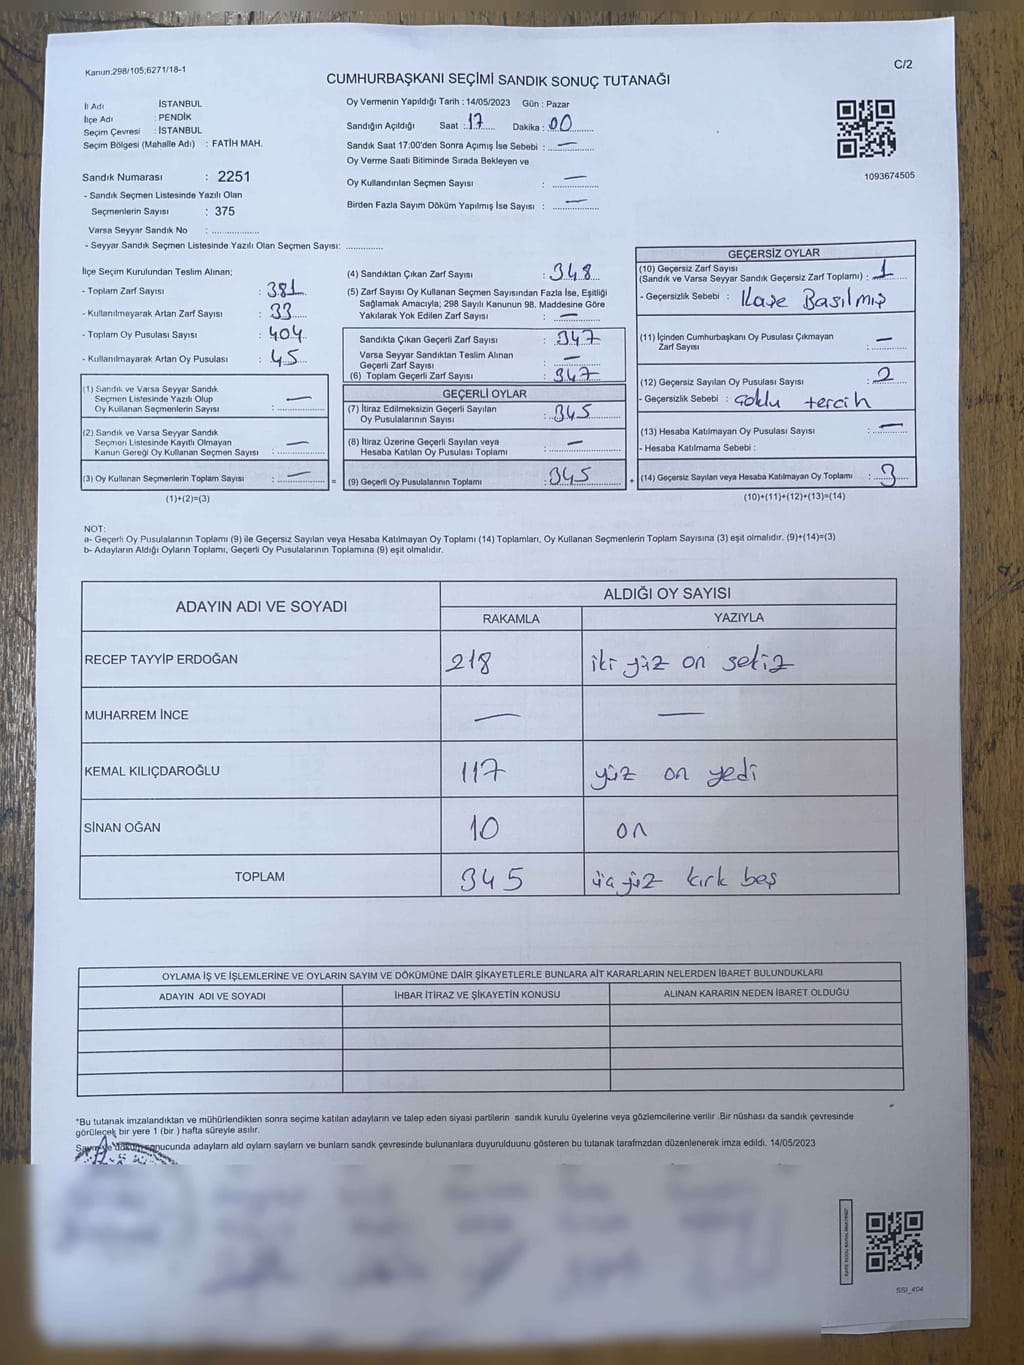 Kanun.298/105;6271/18-1
C/2
CUMHURBAŞKANI SEÇİMİ SANDIK SONUÇ TUTANAĞI
İl Adı : İSTANBUL
İlçe Adı : PENDİK
Seçim Çevresi : İSTANBUL
Seçim Bölgesi (Mahalle Adı) : FATİH MAH.
Sandık Numarası : 2251
- Sandık Seçmen Listesinde Yazılı Olan
Seçmenlerin Sayısı : 375
Varsa Seyyar Sandık No : ..............
- Seyyar Sandık Seçmen Listesinde Yazılı Olan Seçmen Sayısı: ............
Oy Vermenin Yapıldığı Tarih : 14/05/2023 Gün : Pazar
Sandığın Açıldığı Saat : 17 Dakika : 00
Sandık Saat 17:00'den Sonra Açımış İse Sebebi : —
Oy Verme Saati Bitiminde Sırada Bekleyen ve
Oy Kullandırılan Seçmen Sayısı : —
Birden Fazla Sayım Döküm Yapılmış İse Sayısı : —
1093674505
İlçe Seçim Kurulundan Teslim Alınan;
- Toplam Zarf Sayısı : 381
- Kullanılmayarak Artan Zarf Sayısı : 33
- Toplam Oy Pusulası Sayısı : 404
- Kullanılmayarak Artan Oy Pusulası : 45
(1) Sandık ve Varsa Seyyar Sandık
Seçmen Listesinde Yazılı Olup
Oy Kullanan Seçmenlerin Sayısı : —
(2) Sandık ve Varsa Seyyar Sandık
Seçmen Listesinde Kayıtlı Olmayan
Kanun Gereği Oy Kullanan Seçmen Sayısı : —
(3) Oy Kullanan Seçmenlerin Toplam Sayısı : —
(1)+(2)=(3)
(4) Sandıktan Çıkan Zarf Sayısı : 348
(5) Zarf Sayısı Oy Kullanan Seçmen Sayısından Fazla İse, Eşitliği
Sağlamak Amacıyla; 298 Sayılı Kanunun 98. Maddesine Göre
Yakılarak Yok Edilen Zarf Sayısı : —
Sandıkta Çıkan Geçerli Zarf Sayısı : 347
Varsa Seyyar Sandıktan Teslim Alınan
Geçerli Zarf Sayısı : —
(6) Toplam Geçerli Zarf Sayısı : 347
GEÇERLİ OYLAR
(7) İtiraz Edilmeksizin Geçerli Sayılan
Oy Pusulalarının Sayısı : 345
(8) İtiraz Üzerine Geçerli Sayılan veya
Hesaba Katılan Oy Pusulası Toplamı : —
= (9) Geçerli Oy Pusulalarının Toplamı : 345
GEÇERSİZ OYLAR
(10) Geçersiz Zarf Sayısı
(Sandık ve Varsa Seyyar Sandık Geçersiz Zarf Toplamı) : 1
- Geçersizlik Sebebi : Kaşe Basılmış
(11) İçinden Cumhurbaşkanı Oy Pusulası Çıkmayan
Zarf Sayısı : —
(12) Geçersiz Sayılan Oy Pusulası Sayısı : 2
- Geçersizlik Sebebi : Çoklu tercih
(13) Hesaba Katılmayan Oy Pusulası Sayısı : —
- Hesaba Katılmama Sebebi :
+ (14) Geçersiz Sayılan veya Hesaba Katılmayan Oy Toplamı : 3
(10)+(11)+(12)+(13)=(14)
NOT:
a- Geçerli Oy Pusulalarının Toplamı (9) ile Geçersiz Sayılan veya Hesaba Katılmayan Oy Toplamı (14) Toplamları, Oy Kullanan Seçmenlerin Toplam Sayısına (3) eşit olmalıdır. (9)+(14)=(3)
b- Adayların Aldığı Oyların Toplamı, Geçerli Oy Pusulalarının Toplamına (9) eşit olmalıdır.
ADAYIN ADI VE SOYADI
ALDIĞI OY SAYISI
RAKAMLA YAZIYLA
RECEP TAYYİP ERDOĞAN 218 iki yüz on sekiz
MUHARREM İNCE — —
KEMAL KILIÇDAROĞLU 117 yüz on yedi
SİNAN OĞAN 10 on
TOPLAM 345 üç yüz kırk beş
OYLAMA İŞ VE İŞLEMLERİNE VE OYLARIN SAYIM VE DÖKÜMÜNE DAİR ŞİKAYETLERLE BUNLARA AİT KARARLARIN NELERDEN İBARET BULUNDUKLARI
ADAYIN ADI VE SOYADI İHBAR İTİRAZ VE ŞİKAYETİN KONUSU ALINAN KARARIN NEDEN İBARET OLDUĞU
*Bu tutanak imzalandıktan ve mühürlendikten sonra seçime katılan adayların ve talep eden siyasi partilerin sandık kurulu üyelerine veya gözlemcilerine verilir .Bir nüshası da sandık çevresinde
görülecek bir yere 1 (bir ) hafta süreyle asılır.
sonucunda adayların ald oyların sayların ve bunların sandk çevresinde bulunanlara duyurulduunu gösteren bu tutanak tarafmzdan düzenlenerek imza edildi. 14/05/2023
SSI_404